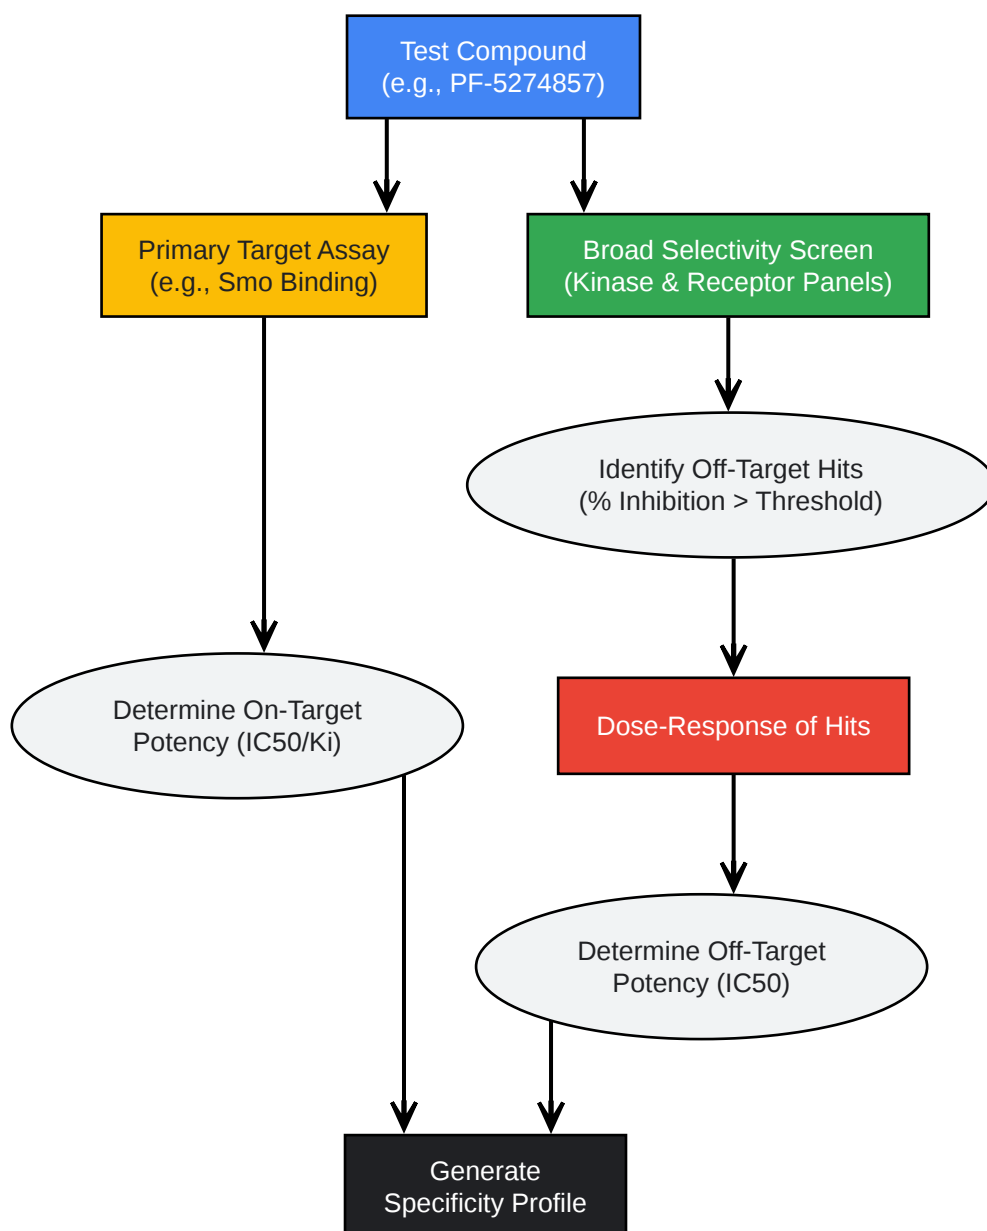 Test Compound
(e.g., PF-5274857)
Primary Target Assay
(e.g., Smo Binding)
Broad Selectivity Screen
(Kinase & Receptor Panels)
Identify Off-Target Hits
(% Inhibition > Threshold)
Determine On-Target
Potency (IC50/Ki)
Dose-Response of Hits
Determine Off-Target
Potency (IC50)
Generate
Specificity Profile